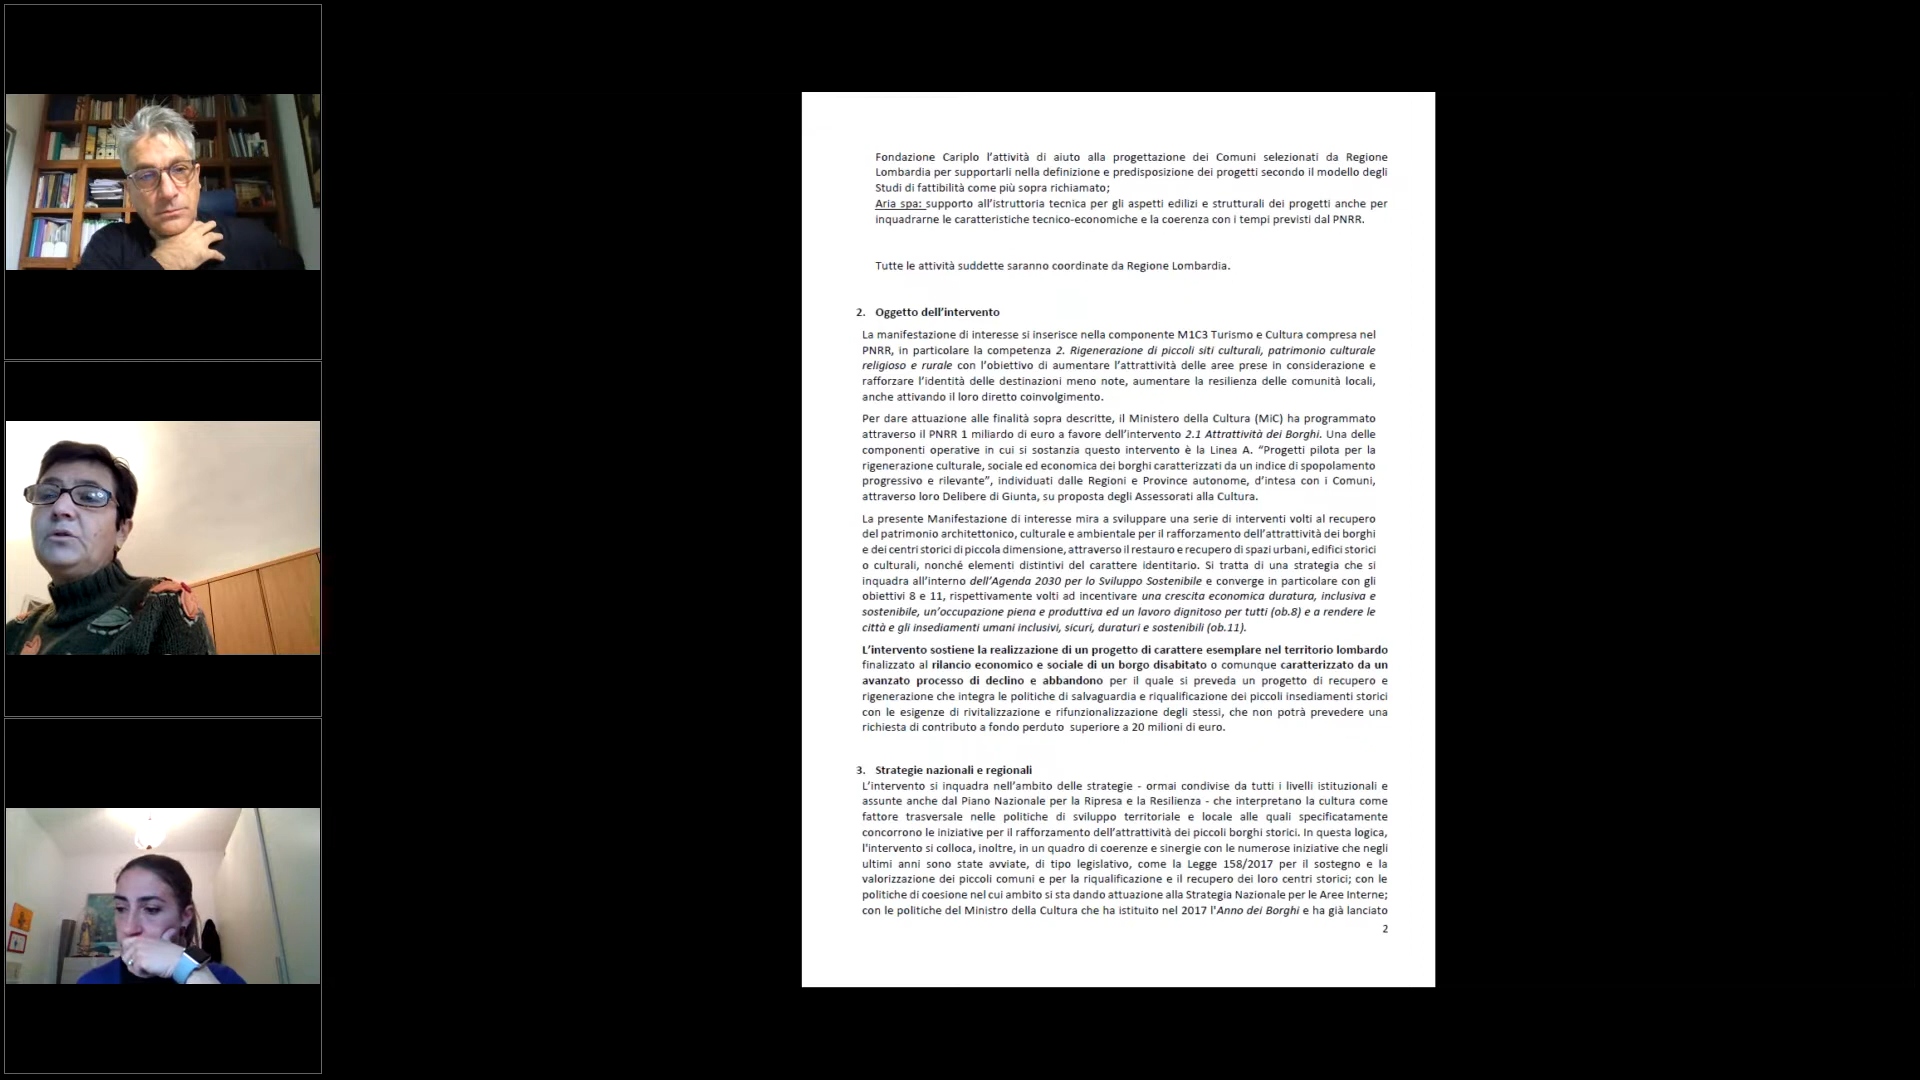 Fondazione Cariplo l’attività di aiuto alla progettazione dei Comuni selezionati da Regione
Lombardia per supportarli nella definizione e predisposizione dei progetti secondo il modello degli
Studi di fattibilità come più sopra richiamato;
Aria spa: supporto all’istruttoria tecnica per gli aspetti edilizi e strutturali dei progetti anche per
inquadrarne le caratteristiche tecnico-economiche e la coerenza con i tempi previsti dal PNRR.
Tutte le attività suddette saranno coordinate da Regione Lombardia.
2. Oggetto dell’intervento
La manifestazione di interesse si inserisce nella componente M1C3 Turismo e Cultura compresa nel
PNRR, in particolare la competenza 2. Rigenerazione di piccoli siti culturali, patrimonio culturale
religioso e rurale con l’obiettivo di aumentare l’attrattività delle aree prese in considerazione e
rafforzare l’identità delle destinazioni meno note, aumentare la resilienza delle comunità locali,
anche attivando il loro diretto coinvolgimento.
Per dare attuazione alle finalità sopra descritte, il Ministero della Cultura (MiC) ha programmato
attraverso il PNRR 1 miliardo di euro a favore dell’intervento 2.1 Attrattività dei Borghi. Una delle
componenti operative in cui si sostanzia questo intervento è la Linea A. “Progetti pilota per la
rigenerazione culturale, sociale ed economica dei borghi caratterizzati da un indice di spopolamento
progressivo e rilevante”, individuati dalle Regioni e Province autonome, d’intesa con i Comuni,
attraverso loro Delibere di Giunta, su proposta degli Assessorati alla Cultura.
La presente Manifestazione di interesse mira a sviluppare una serie di interventi volti al recupero
del patrimonio architettonico, culturale e ambientale per il rafforzamento dell’attrattività dei borghi
e dei centri storici di piccola dimensione, attraverso il restauro e recupero di spazi urbani, edifici storici
o culturali, nonché elementi distintivi del carattere identitario. Si tratta di una strategia che si
inquadra all’interno dell’Agenda 2030 per lo Sviluppo Sostenibile e converge in particolare con gli
obiettivi 8 e 11, rispettivamente volti ad incentivare una crescita economica duratura, inclusiva e
sostenibile, un’occupazione piena e produttiva ed un lavoro dignitoso per tutti (ob.8) e a rendere le
città e gli insediamenti umani inclusivi, sicuri, duraturi e sostenibili (ob.11).
L’intervento sostiene la realizzazione di un progetto di carattere esemplare nel territorio lombardo
finalizzato al rilancio economico e sociale di un borgo disabitato o comunque caratterizzato da un
avanzato processo di declino e abbandono per il quale si preveda un progetto di recupero e
rigenerazione che integra le politiche di salvaguardia e riqualificazione dei piccoli insediamenti storici
con le esigenze di rivitalizzazione e rifunzionalizzazione degli stessi, che non potrà prevedere una
richiesta di contributo a fondo perduto superiore a 20 milioni di euro.
3. Strategie nazionali e regionali
L’intervento si inquadra nell’ambito delle strategie - ormai condivise da tutti i livelli istituzionali e
assunte anche dal Piano Nazionale per la Ripresa e la Resilienza - che interpretano la cultura come
fattore trasversale nelle politiche di sviluppo territoriale e locale alle quali specificatamente
concorrono le iniziative per il rafforzamento dell’attrattività dei piccoli borghi storici. In questa logica,
l'intervento si colloca, inoltre, in un quadro di coerenze e sinergie con le numerose iniziative che negli
ultimi anni sono state avviate, di tipo legislativo, come la Legge 158/2017 per il sostegno e la
valorizzazione dei piccoli comuni e per la riqualificazione e il recupero dei loro centri storici; con le
politiche di coesione nel cui ambito si sta dando attuazione alla Strategia Nazionale per le Aree Interne;
con le politiche del Ministro della Cultura che ha istituito nel 2017 l'Anno dei Borghi e ha già lanciato
2